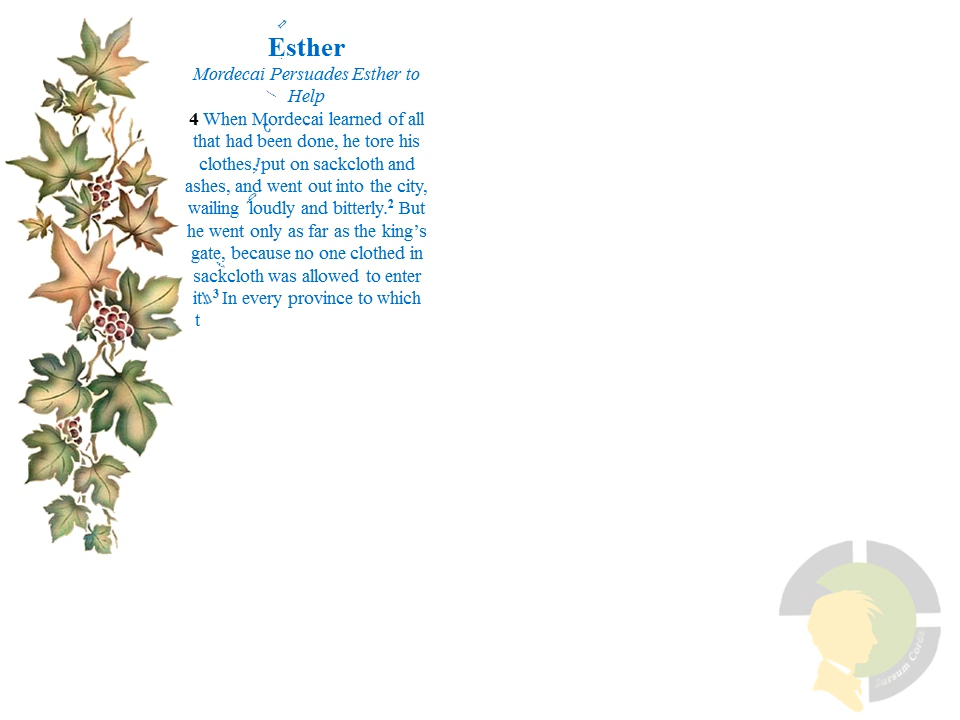 Esther
Mordecai Persuades Esther to
Help
4 When Mordecai learned of all
that had been done, he tore his
clothes, put on sackcloth and
ashes, and went out into the city,
wailing loudly and bitterly.2 But
he went only as far as the king’s
gate, because no one clothed in
sackcloth was allowed to enter
it. 3 In every province to which
t
Sursum Corda